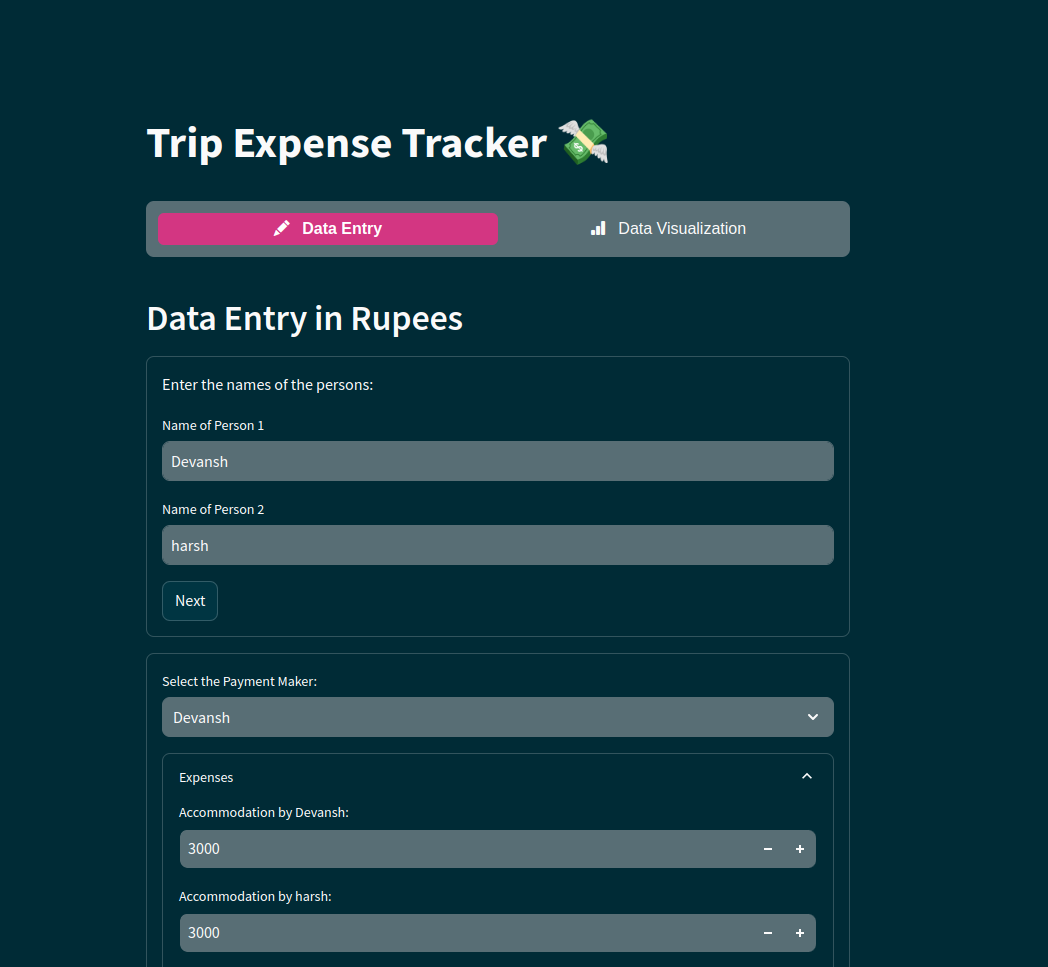 Trip Expense Tracker 💸
Data Entry
Data Visualization
Data Entry in Rupees
Enter the names of the persons:
Name of Person 1
Devansh
Name of Person 2
harsh
Next
Select the Payment Maker:
Devansh
Expenses
Accommodation by Devansh:
3000
Accommodation by harsh:
3000